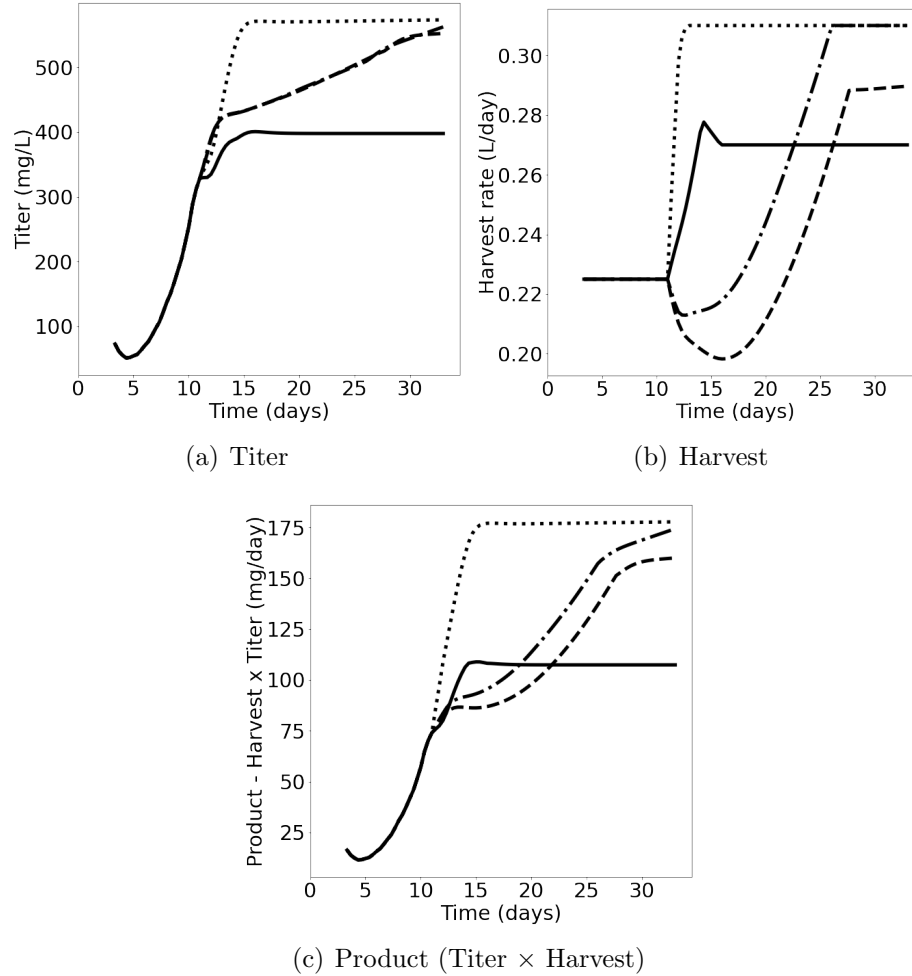 Titer (mg/L)
500
400
300
200
100
0 5 10 15 20 25 30
Time (days)
(a) Titer
Harvest rate (L/day)
0.30
0.28
0.26
0.24
0.22
0.20
0 5 10 15 20 25 30
Time (days)
(b) Harvest
Product - Harvest x Titer (mg/day)
175
150
125
100
75
50
25
0 5 10 15 20 25 30
Time (days)
(c) Product (Titer × Harvest)